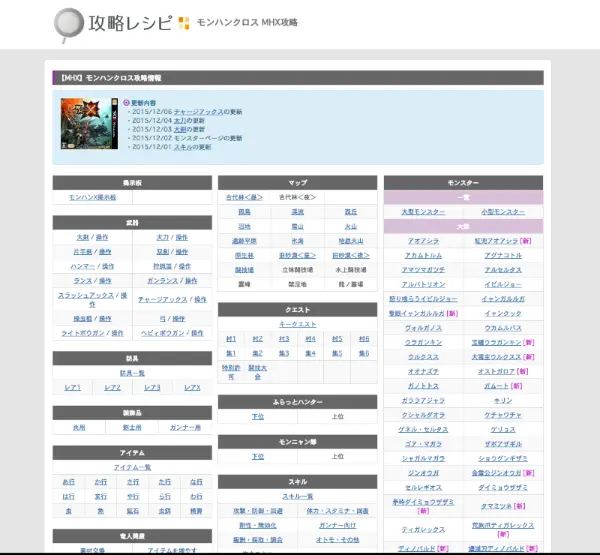 攻略レシピ モンハンクロス MHX攻略
【MHX】モンハンクロス攻略情報
更新内容
・2015/12/06 チャージアックスの更新
・2015/12/04 太刀の更新
・2015/12/03 大剣の更新
・2015/12/02 モンスターページの更新
・2015/12/01 スキルの更新
掲示板
モンハンX掲示板
武器
大剣 / 操作 太刀 / 操作
片手剣 / 操作 双剣 / 操作
ハンマー / 操作 狩猟笛 / 操作
ランス / 操作 ガンランス / 操作
スラッシュアックス / 操作 チャージアックス / 操作
操虫棍 / 操作 弓 / 操作
ライトボウガン / 操作 ヘビィボウガン / 操作
防具
防具一覧
レア1 レア2 レア3 レアX
装飾品
共用 剣士用 ガンナー用
アイテム
アイテム一覧
あ行 か行 さ行 た行 な行
は行 ま行 や行 ら行 わ行
虫 魚 鉱石 虫餌 精算
竜人問屋
素材交換 アイテムを増やす
マップ
古代林<昼> 古代林<夜>
孤島 渓流 森丘
沼地 雪山 火山
遺跡平原 氷海 地底火山
原生林 旧砂漠<昼> 旧砂漠<夜>
闘技場 立体闘技場 水上闘技場
霊峰 禁足地 竜ノ墓場
クエスト
キークエスト
村1 村2 村3 村4 村5 村6
集1 集2 集3 集4 集5 集6
特別許可 闘技大会
ふらっとハンター
下位 上位
モンニャン隊
下位 上位
スキル
スキル一覧
攻撃・防御・回避 体力・スタミナ・回復
耐性・無効化 ガンナー向け
報酬・採取・調合 オトモ・その他
モンスター
一覧
大型モンスター 小型モンスター
大型
アオアシラ 紅兜アオアシラ [新]
アカムトルム アグナコトル
アマツマガツチ アルセルタス
アルバトリオン イビルジョー
怒り喰らうイビルジョー イャンガルルガ
隻眼イャンガルルガ [新] イャンクック
ヴォルガノス ウカムルバス
ウラガンキン 宝纏ウラガンキン [新]
ウルクスス 大雪主ウルクスス [新]
オオナズチ オストガロア [新]
ガノトトス ガムート [新]
ガララアジャラ キリン
クシャルダオラ ケチャワチャ
ゲネル・セルタス ゲリョス
ゴア・マガラ ザボアザギル
シャガルマガラ ショウグンギザミ
ジンオウガ 金雷公ジンオウガ [新]
セルレギオス ダイミョウザザミ
矛砕ダイミョウザザミ [新] タマミツネ [新]
ティガレックス 荒鉤爪ティガレックス [新]
ディノバルド [新] 燼滅刃ディノバルド [新]